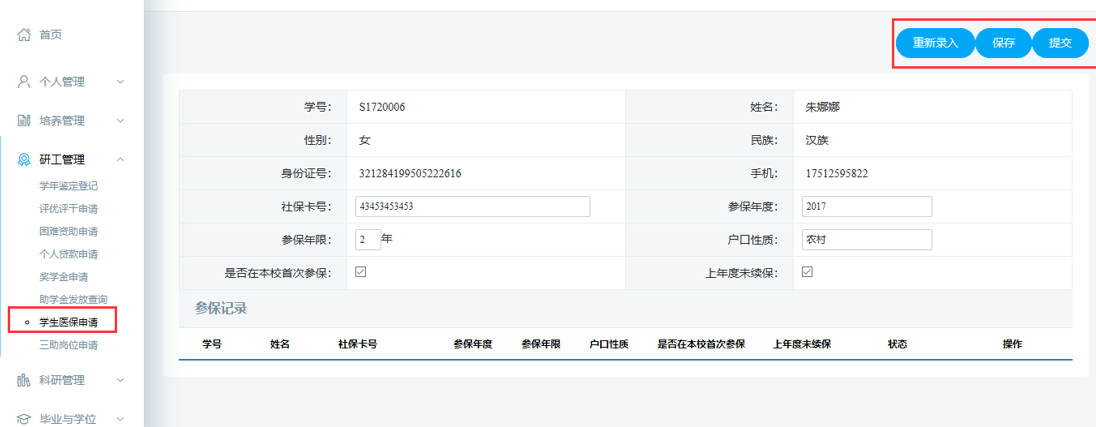 首页
个人管理
培养管理
研工管理
学年鉴定登记
评优评干申请
困难资助申请
个人贷款申请
奖学金申请
助学金发放查询
学生医保申请
三助岗位申请
科研管理
毕业与学位
重新录入 保存 提交
学号： S1720006 姓名： 朱娜娜
性别： 女 民族： 汉族
身份证号： 321284199505222616 手机： 17512595822
社保卡号： 43453453453 参保年度： 2017
参保年限： 2 年 户口性质： 农村
是否在本校首次参保： 上年度未续保：
参保记录
学号 姓名 社保卡号 参保年度 参保年限 户口性质 是否在本校首次参保 上年度未续保 状态 操作